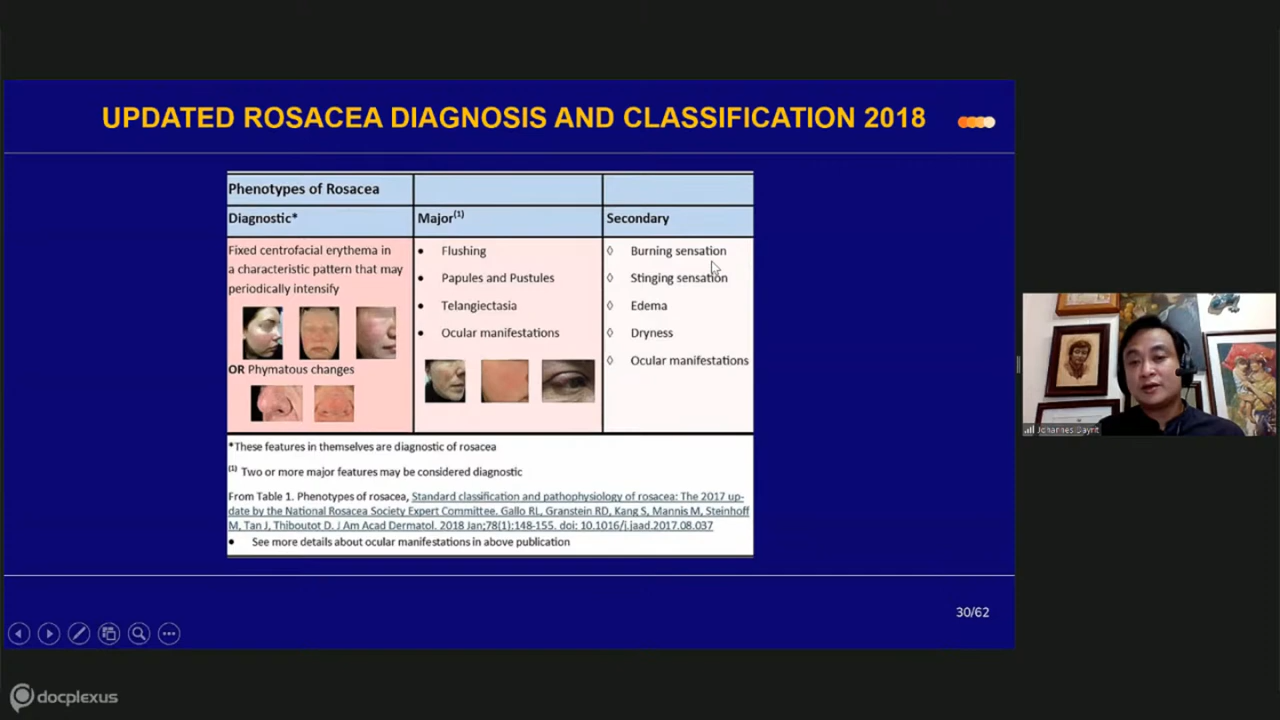 UPDATED ROSACEA DIAGNOSIS AND CLASSIFICATION 2018
Phenotypes of Rosacea
Diagnostic*
Major(1)
Secondary
Fixed centrofacial erythema in
a characteristic pattern that may
periodically intensify
OR Phymatous changes
• Flushing
• Papules and Pustules
• Telangiectasia
• Ocular manifestations
◊ Burning sensation
◊ Stinging sensation
◊ Edema
◊ Dryness
◊ Ocular manifestations
*These features in themselves are diagnostic of rosacea
(1) Two or more major features may be considered diagnostic
From Table 1. Phenotypes of rosacea, Standard classification and pathophysiology of rosacea: The 2017 up-
date by the National Rosacea Society Expert Committee. Gallo RL, Granstein RD, Kang S, Mannis M, Steinhoff
M, Tan J, Thiboutot D. J Am Acad Dermatol. 2018 Jan;78(1):148-155. doi: 10.1016/j.jaad.2017.08.037
• See more details about ocular manifestations in above publication
30/62
Johannes Dayrit
docplexus